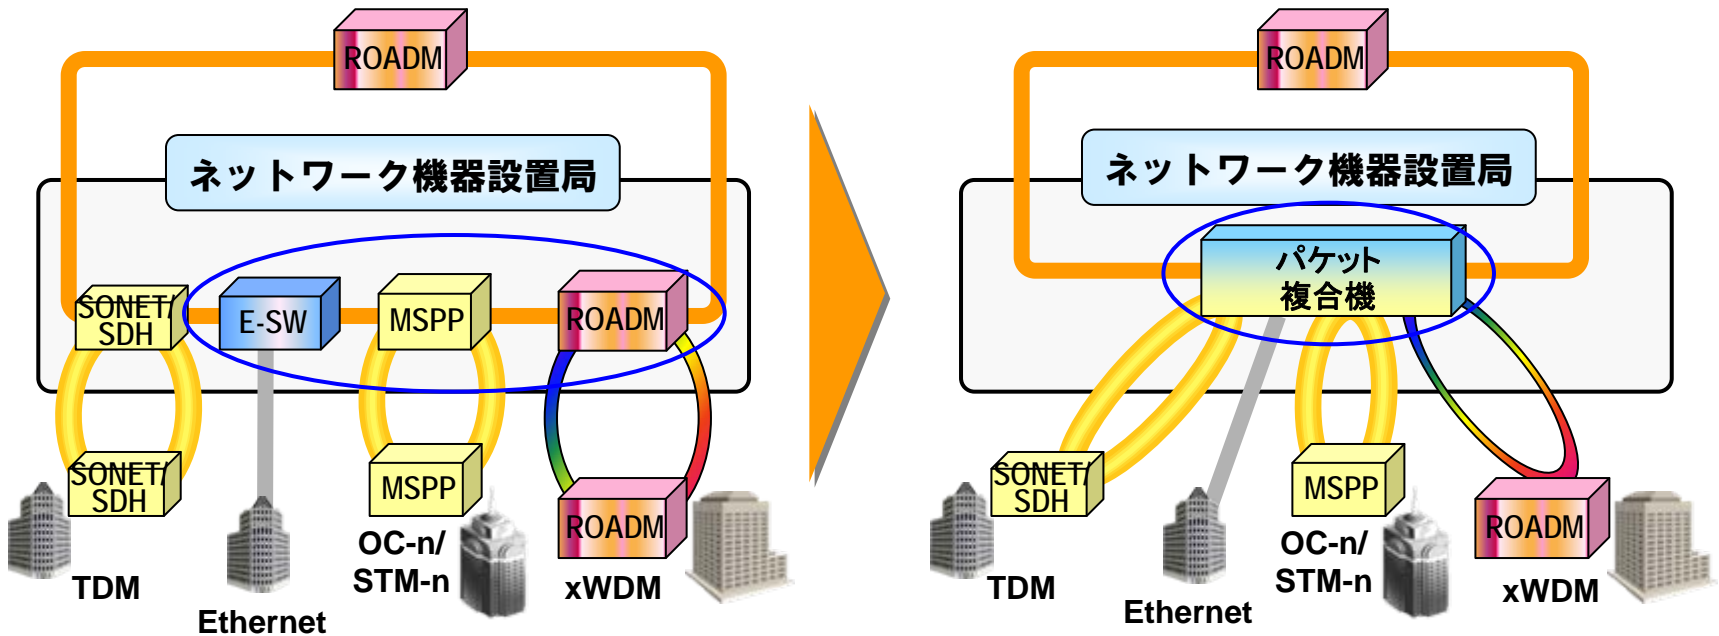 ROADM
ネットワーク機器設置局
SONET/
SDH
E-SW
MSPP
ROADM
SONET/
SDH
MSPP
ROADM
TDM
Ethernet
OC-n/
STM-n
xWDM
ROADM
ネットワーク機器設置局
パケット
複合機
SONET/
SDH
MSPP
ROADM
TDM
Ethernet
OC-n/
STM-n
xWDM